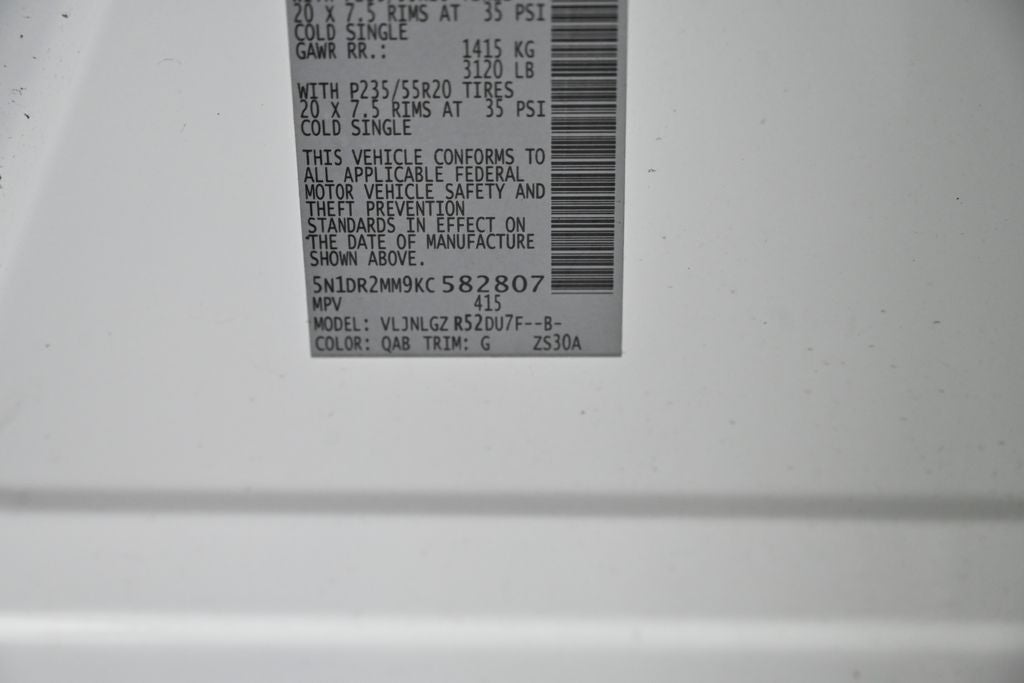 20 X 7.5 RIMS AT 35 PSI
COLD SINGLE
GAWR RR.: 1415 KG
3120 LB
WITH P235/55R20 TIRES
20 X 7.5 RIMS AT 35 PSI
COLD SINGLE
THIS VEHICLE CONFORMS TO
ALL APPLICABLE FEDERAL
MOTOR VEHICLE SAFETY AND
THEFT PREVENTION
STANDARDS IN EFFECT ON
THE DATE OF MANUFACTURE
SHOWN ABOVE.
5N1DR2MM9KC582807
MPV 415
MODEL: VLJNLGZ R52DU7F--B-
COLOR: QAB TRIM: G ZS30A